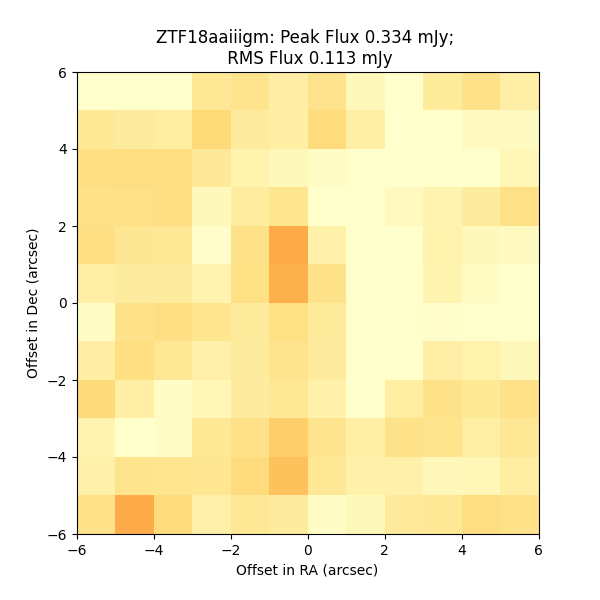 ZTF18aaiiigm: Peak Flux 0.334 mJy;
RMS Flux 0.113 mJy
6
4
2
0
−2
−4
−6
Offset in Dec (arcsec)
−6 −4 −2 0 2 4 6
Offset in RA (arcsec)